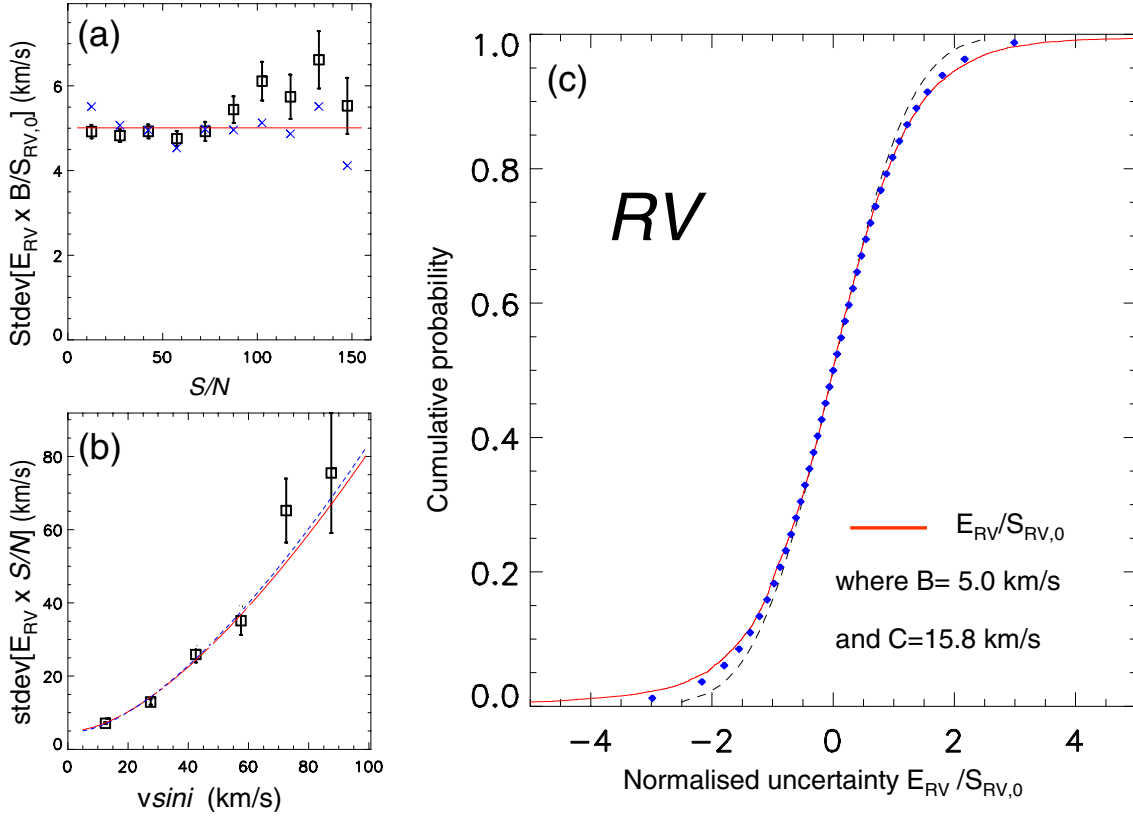 (a)
Stdev[E_RV x B/S_RV,0] (km/s)
6
4
2
0
0 50 100 150
S/N
(b)
stdev[E_RV x S/N] (km/s)
80
60
40
20
0
0 20 40 60 80 100
vsini (km/s)
(c)
RV
Cumulative probability
1.0
0.8
0.6
0.4
0.2
0.0
E_RV/S_RV,0
where B= 5.0 km/s
and C=15.8 km/s
−4 −2 0 2 4
Normalised uncertainty E_RV /S_RV,0